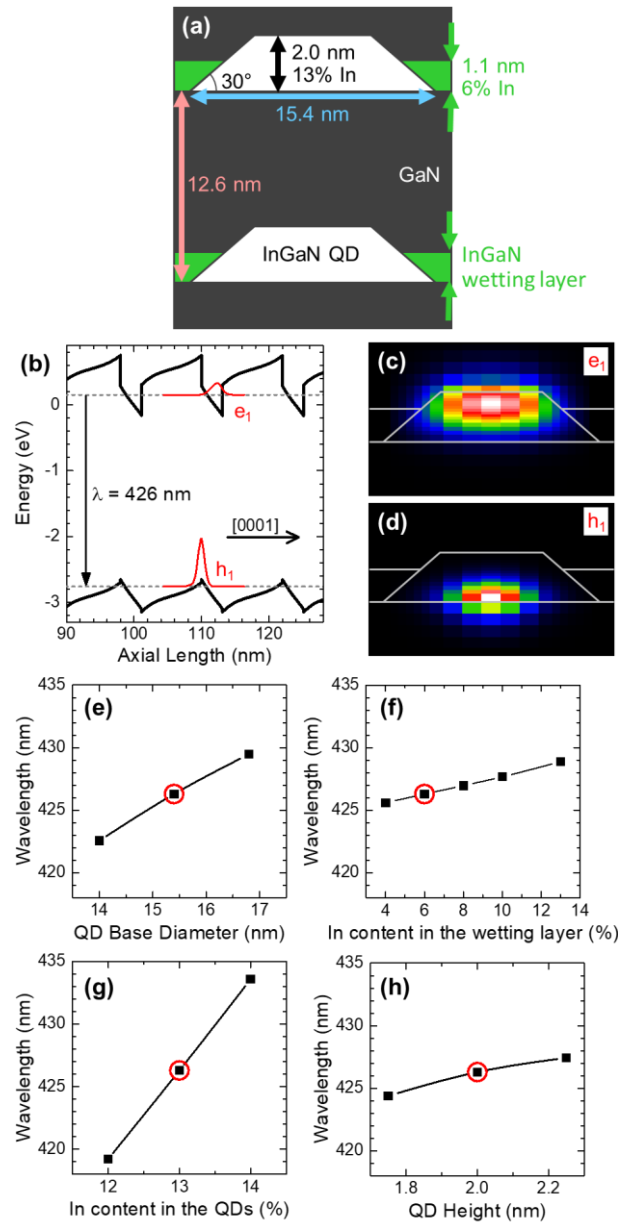 (a)
2.0 nm
13% In
1.1 nm
6% In
30°
15.4 nm
12.6 nm
GaN
InGaN QD
InGaN
wetting layer
(b)
0
-1
-2
-3
Energy (eV)
e1
λ = 426 nm
[0001]
h1
90 100 110 120
Axial Length (nm)
(c)
e1
(d)
h1
(e)
435
430
425
420
Wavelength (nm)
14 15 16 17
QD Base Diameter (nm)
(f)
435
430
425
420
Wavelength (nm)
4 6 8 10 12 14
In content in the wetting layer (%)
(g)
435
430
425
420
Wavelength (nm)
12 13 14
In content in the QDs (%)
(h)
435
430
425
420
Wavelength (nm)
1.8 2.0 2.2
QD Height (nm)